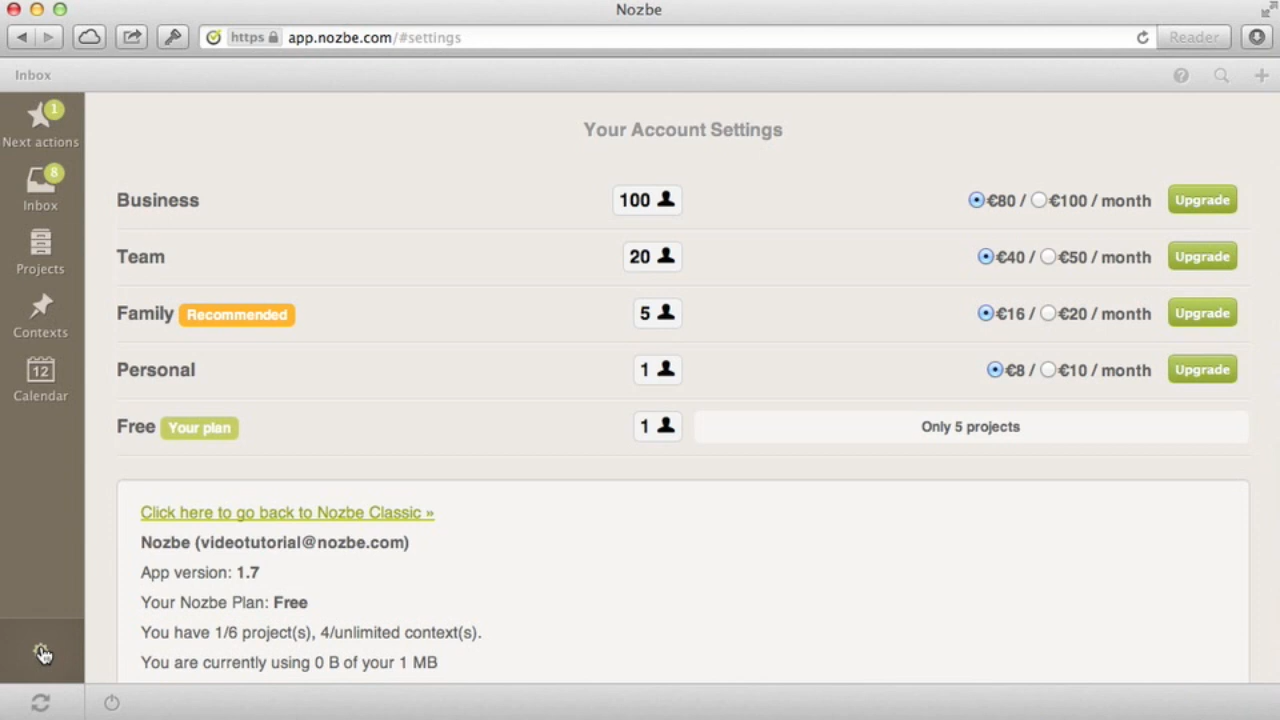 Nozbe
https app.nozbe.com/#settings Reader
Inbox
1
Next actions
8
Inbox
Projects
Contexts
12
Calendar
Your Account Settings
Business 100 €80 / €100 / month Upgrade
Team 20 €40 / €50 / month Upgrade
Family Recommended 5 €16 / €20 / month Upgrade
Personal 1 €8 / €10 / month Upgrade
Free Your plan 1 Only 5 projects
Click here to go back to Nozbe Classic »
Nozbe (videotutorial@nozbe.com)
App version: 1.7
Your Nozbe Plan: Free
You have 1/6 project(s), 4/unlimited context(s).
You are currently using 0 B of your 1 MB